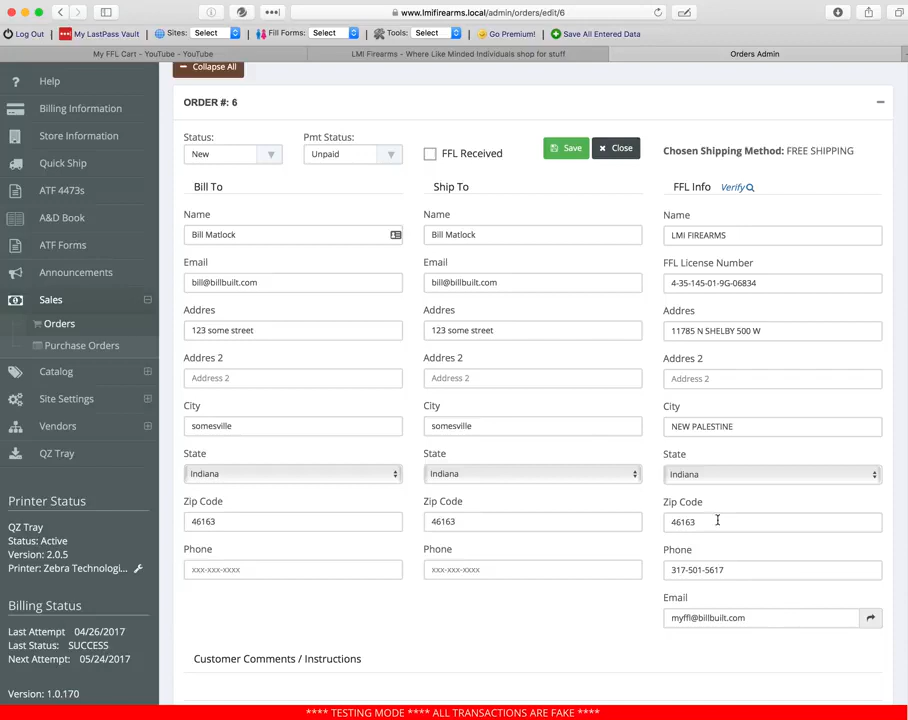 www.lmifirearms.local/admin/orders/edit/6
Log Out My LastPass Vault Sites: Select Fill Forms: Select Tools: Select Go Premium! Save All Entered Data
My FFL Cart - YouTube - YouTube
LMI Firearms - Where Like Minded Individuals shop for stuff
Orders Admin
Help
Billing Information
Store Information
Quick Ship
ATF 4473s
A&D Book
ATF Forms
Announcements
Sales
Orders
Purchase Orders
Catalog
Site Settings
Vendors
QZ Tray
Printer Status
QZ Tray
Status: Active
Version: 2.0.5
Printer: Zebra Technologi...
Billing Status
Last Attempt 04/26/2017
Last Status: SUCCESS
Next Attempt: 05/24/2017
Version: 1.0.170
Collapse All
ORDER #: 6
Status:
New
Pmt Status:
Unpaid
FFL Received
Save
Close
Chosen Shipping Method: FREE SHIPPING
Bill To
Name
Bill Matlock
Email
bill@billbuilt.com
Addres
123 some street
Addres 2
Address 2
City
somesville
State
Indiana
Zip Code
46163
Phone
xxx-xxx-xxxx
Ship To
Name
Bill Matlock
Email
bill@billbuilt.com
Addres
123 some street
Addres 2
Address 2
City
somesville
State
Indiana
Zip Code
46163
Phone
xxx-xxx-xxxx
FFL Info Verify
Name
LMI FIREARMS
FFL License Number
4-35-145-01-9G-06834
Addres
11785 N SHELBY 500 W
Addres 2
Address 2
City
NEW PALESTINE
State
Indiana
Zip Code
46163
Phone
317-501-5617
Email
myffl@billbuilt.com
Customer Comments / Instructions
**** TESTING MODE **** ALL TRANSACTIONS ARE FAKE ****